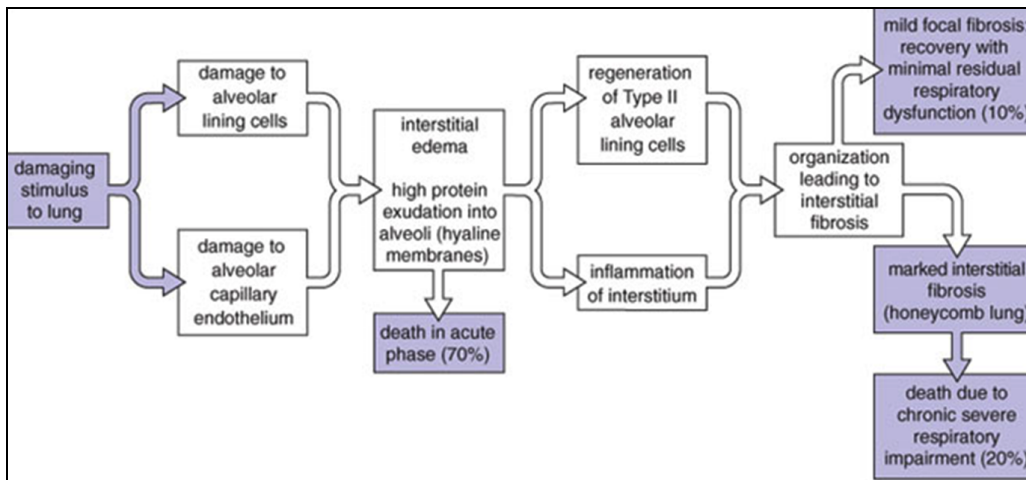 damaging
stimulus
to lung
damage to
alveolar
lining cells
damage to
alveolar
capillary
endothelium
interstitial
edema
high protein
exudation into
alveoli (hyaline
membranes)
death in acute
phase (70%)
regeneration
of Type II
alveolar
lining cells
inflammation
of interstitium
organization
leading to
interstitial
fibrosis
mild focal fibrosis:
recovery with
minimal residual
respiratory
dysfunction (10%)
marked interstitial
fibrosis
(honeycomb lung)
death due to
chronic severe
respiratory
impairment (20%)